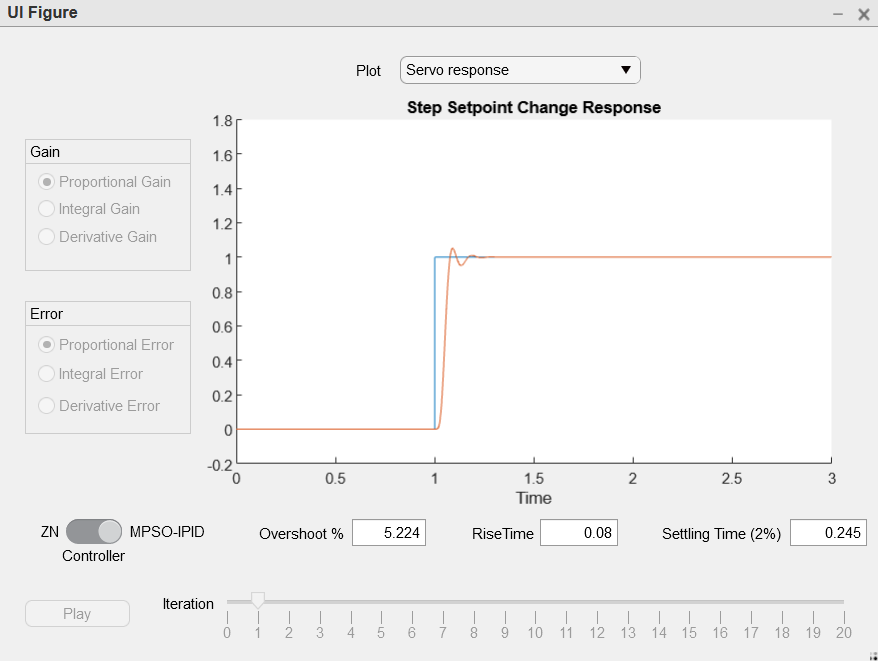 UI Figure
Plot Servo response
Step Setpoint Change Response
Gain
Proportional Gain
Integral Gain
Derivative Gain
Error
Proportional Error
Integral Error
Derivative Error
1.8
1.6
1.4
1.2
1
0.8
0.6
0.4
0.2
0
-0.2
0 0.5 1 1.5 2 2.5 3
Time
ZN MPSO-IPID
Controller
Overshoot % 5.224 RiseTime 0.08 Settling Time (2%) 0.245
Play
Iteration
0 1 2 3 4 5 6 7 8 9 10 11 12 13 14 15 16 17 18 19 20